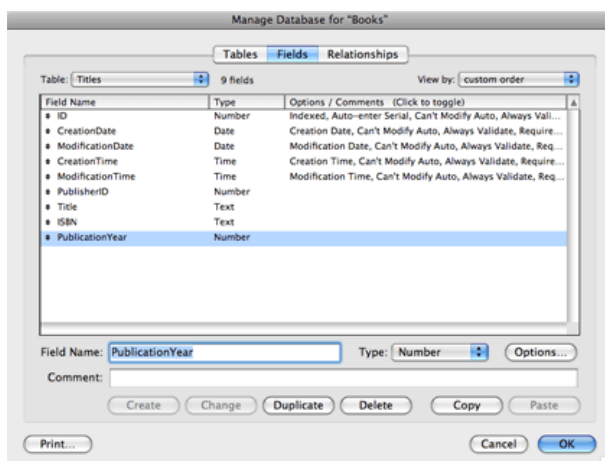 Manage Database for "Books"
Tables Fields Relationships
Table: Titles 9 fields View by: custom order
Field Name Type Options / Comments (Click to toggle)
ID Number Indexed, Auto-enter Serial, Can't Modify Auto, Always Vali...
CreationDate Date Creation Date, Can't Modify Auto, Always Validate, Require...
ModificationDate Date Modification Date, Can't Modify Auto, Always Validate, Req...
CreationTime Time Creation Time, Can't Modify Auto, Always Validate, Require...
ModificationTime Time Modification Time, Can't Modify Auto, Always Validate, Req...
PublisherID Number
Title Text
ISBN Text
PublicationYear Number
Field Name: PublicationYear Type: Number Options...
Comment:
Create Change Duplicate Delete Copy Paste
Print... Cancel OK